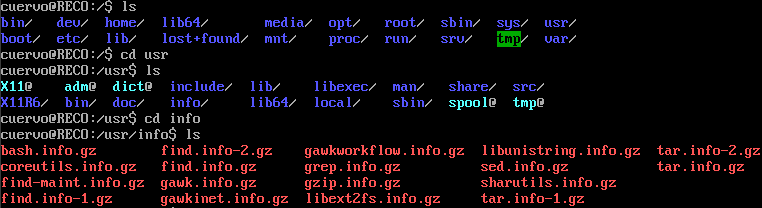 cuervo@RECO:/$ ls
bin/ dev/ home/ lib64/ media/ opt/ root/ sbin/ sys/ usr/
boot/ etc/ lib/ lost+found/ mnt/ proc/ run/ srv/ tmp/ var/
cuervo@RECO:/$ cd usr
cuervo@RECO:/usr$ ls
X11@ adm@ dict@ include/ lib/ libexec/ man/ share/ src/
X11R6/ bin/ doc/ info/ lib64/ local/ sbin/ spool@ tmp@
cuervo@RECO:/usr$ cd info
cuervo@RECO:/usr/info$ ls
bash.info.gz find.info-2.gz gawkworkflow.info.gz libunistring.info.gz tar.info-2.gz
coreutils.info.gz find.info.gz grep.info.gz sed.info.gz tar.info.gz
find-maint.info.gz gawk.info.gz gzip.info.gz sharutils.info.gz
find.info-1.gz gawkinet.info.gz libext2fs.info.gz tar.info-1.gz